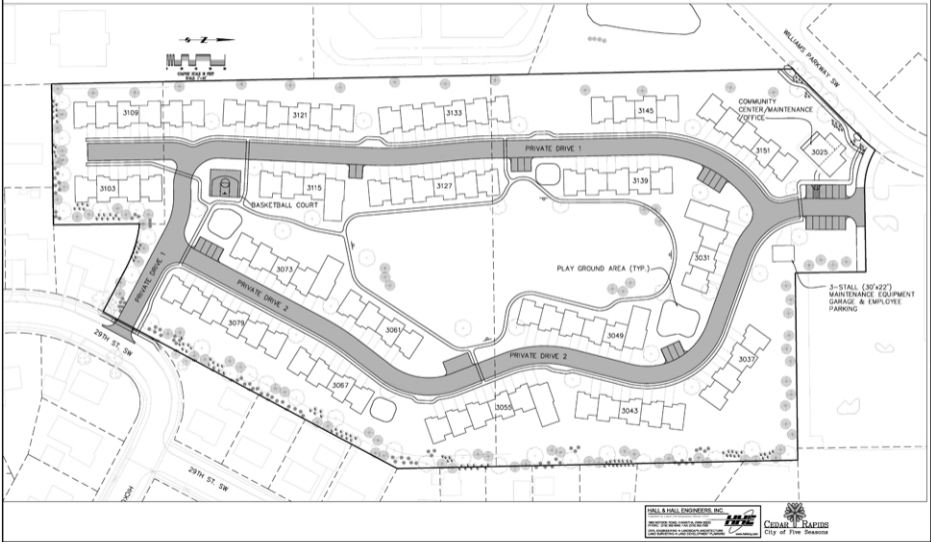 S Z
WILLIAMS PARKWAY SW
COMMUNITY
CENTER/MAINTENANCE
/OFFICE
3109
3121
3133
3145
3151
3025
PRIVATE DRIVE 1
3103
3115
3127
3139
BASKETBALL COURT
3031
PLAY GROUND AREA (TYP.)
3-STALL (30'x22')
MAINTENANCE EQUIPMENT
GARAGE & EMPLOYEE
PARKING
PRIVATE DRIVE 1
3073
PRIVATE DRIVE 2
3079
3061
3049
PRIVATE DRIVE 2
3037
3067
3055
3043
29TH ST. SW
29TH ST. SW
HALL & HALL ENGINEERS, INC.
HHE
CEDAR RAPIDS
City of Five Seasons